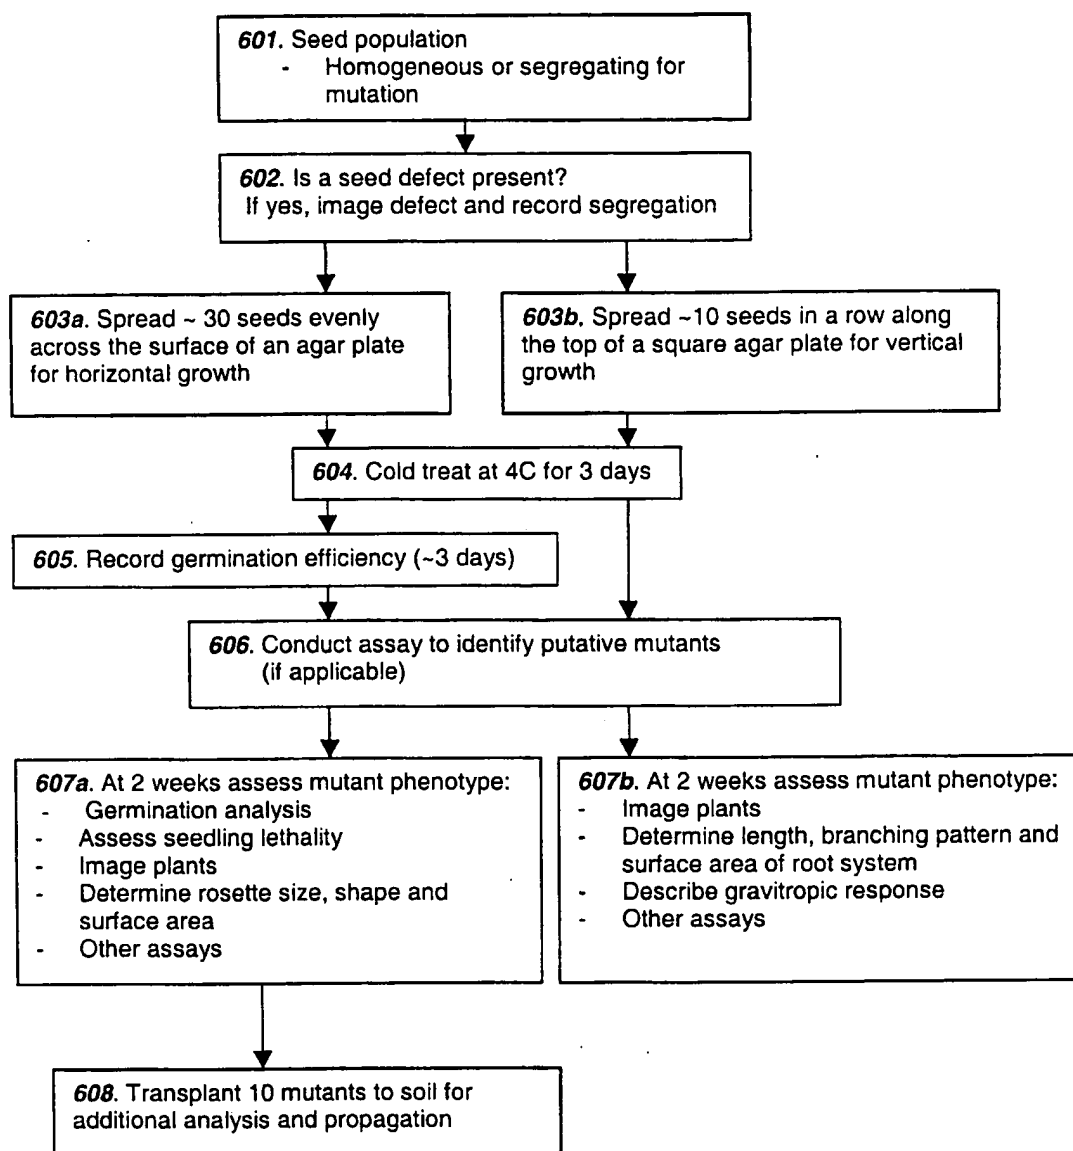 601. Seed population
- Homogeneous or segregating for
mutation
602. Is a seed defect present?
If yes, image defect and record segregation
603a. Spread ~ 30 seeds evenly
across the surface of an agar plate
for horizontal growth
603b. Spread ~10 seeds in a row along
the top of a square agar plate for vertical
growth
604. Cold treat at 4C for 3 days
605. Record germination efficiency (~3 days)
606. Conduct assay to identify putative mutants
(if applicable)
607a. At 2 weeks assess mutant phenotype:
- Germination analysis
- Assess seedling lethality
- Image plants
- Determine rosette size, shape and
surface area
- Other assays
607b. At 2 weeks assess mutant phenotype:
- Image plants
- Determine length, branching pattern and
surface area of root system
- Describe gravitropic response
- Other assays
608. Transplant 10 mutants to soil for
additional analysis and propagation